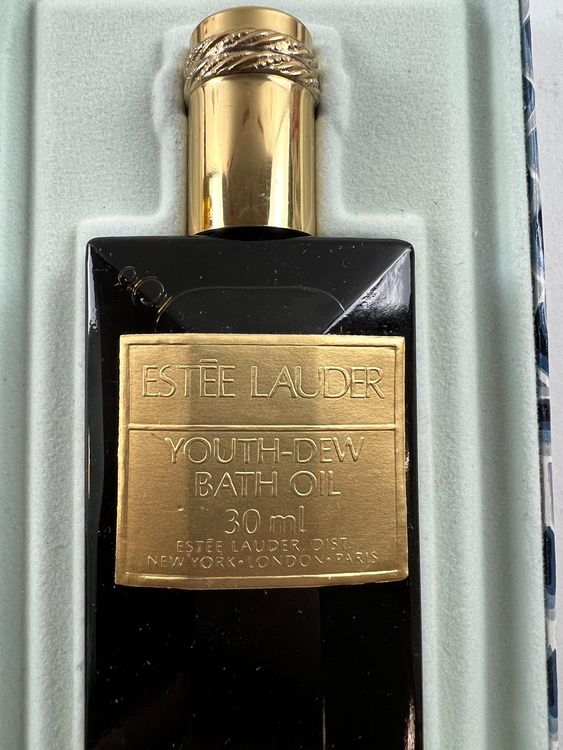 ESTĒE LAUDER
YOUTH-DEW
BATH OIL
30 ml
ESTĒE LAUDER, DIST.
NEW YORK • LONDON • PARIS